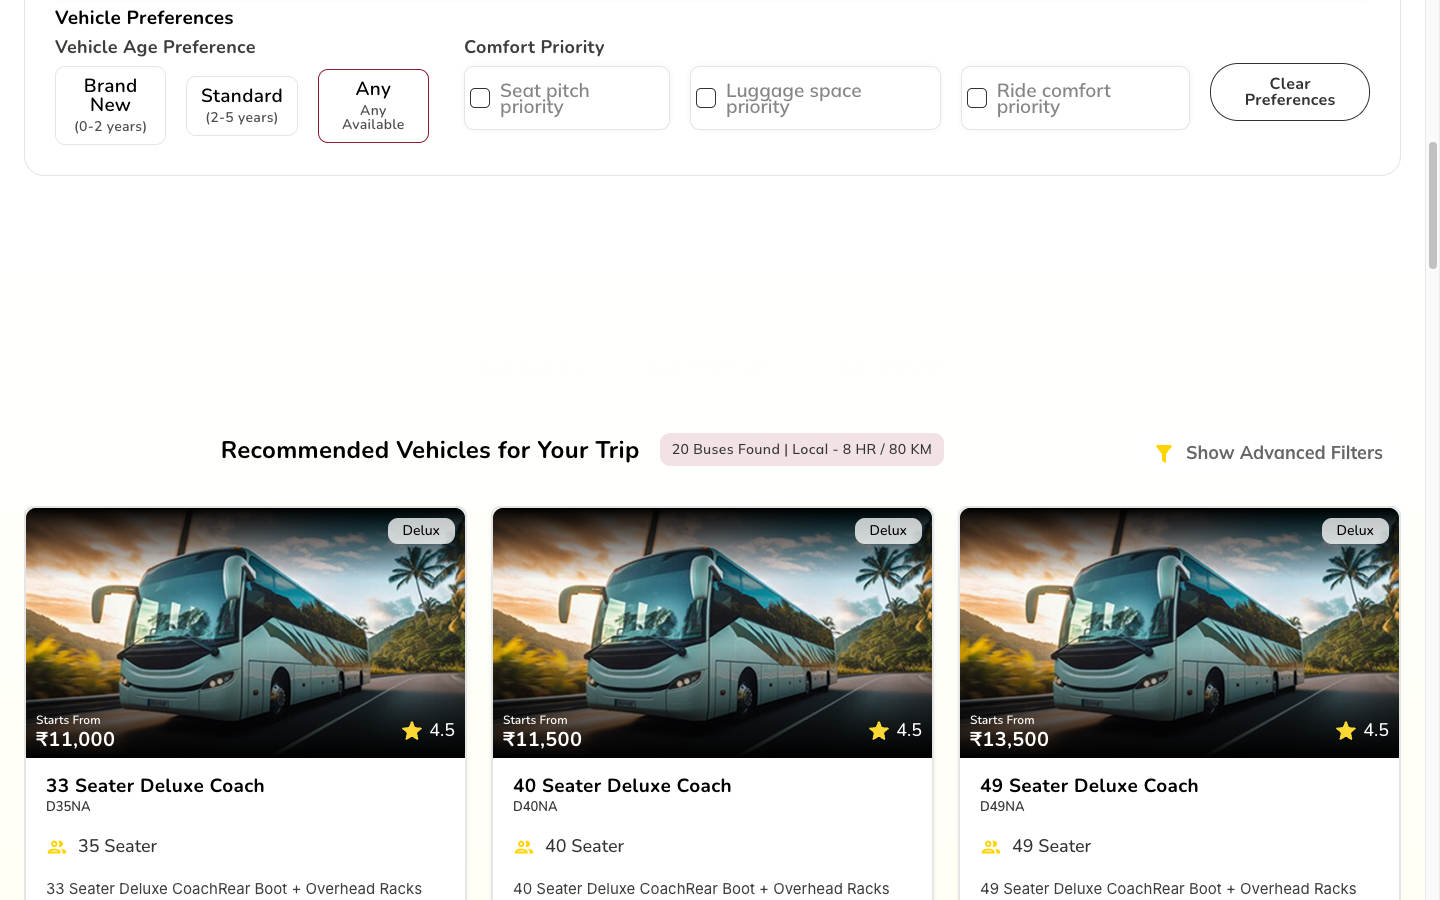 Vehicle Preferences
Vehicle Age Preference
Comfort Priority
Brand
New
(0-2 years)
Standard
(2-5 years)
Any
Any
Available
Seat pitch
priority
Luggage space
priority
Ride comfort
priority
Clear
Preferences
Recommended Vehicles for Your Trip
20 Buses Found | Local - 8 HR / 80 KM
Show Advanced Filters
Delux
Starts From
₹11,000
4.5
33 Seater Deluxe Coach
D35NA
35 Seater
33 Seater Deluxe CoachRear Boot + Overhead Racks
Delux
Starts From
₹11,500
4.5
40 Seater Deluxe Coach
D40NA
40 Seater
40 Seater Deluxe CoachRear Boot + Overhead Racks
Delux
Starts From
₹13,500
4.5
49 Seater Deluxe Coach
D49NA
49 Seater
49 Seater Deluxe CoachRear Boot + Overhead Racks